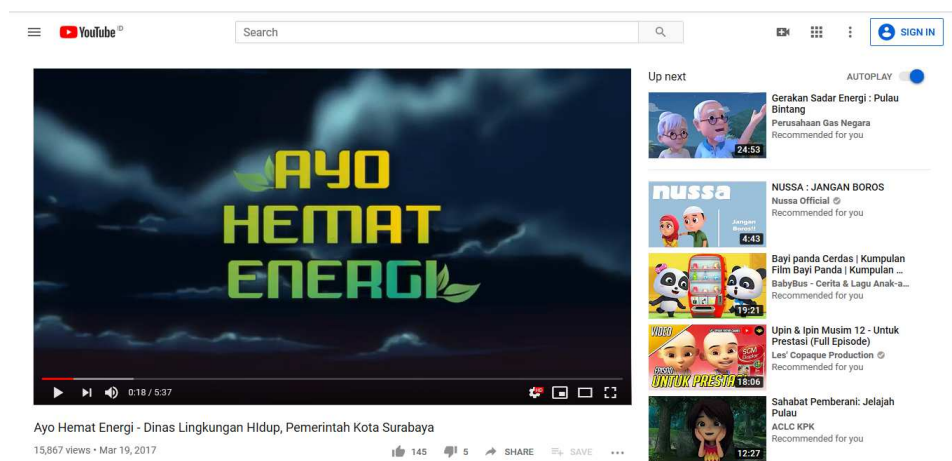 YouTube ID
Search
SIGN IN
AYO
HEMAT
ENERGI
0:18 / 5:37
HD
Ayo Hemat Energi - Dinas Lingkungan HIdup, Pemerintah Kota Surabaya
15,867 views • Mar 19, 2017
145
5
SHARE
SAVE
Up next
AUTOPLAY
24:53
Gerakan Sadar Energi : Pulau
Bintang
Perusahaan Gas Negara
Recommended for you
nussa
Jangan
Boros!!
4:43
NUSSA : JANGAN BOROS
Nussa Official
Recommended for you
19:21
Bayi panda Cerdas | Kumpulan
Film Bayi Panda | Kumpulan ...
BabyBus - Cerita & Lagu Anak-a...
Recommended for you
VIDEO
EPISOD
UNTUK PRESTA
18:06
Upin & Ipin Musim 12 - Untuk
Prestasi (Full Episode)
Les' Copaque Production
Recommended for you
12:27
Sahabat Pemberani: Jelajah
Pulau
ACLC KPK
Recommended for you